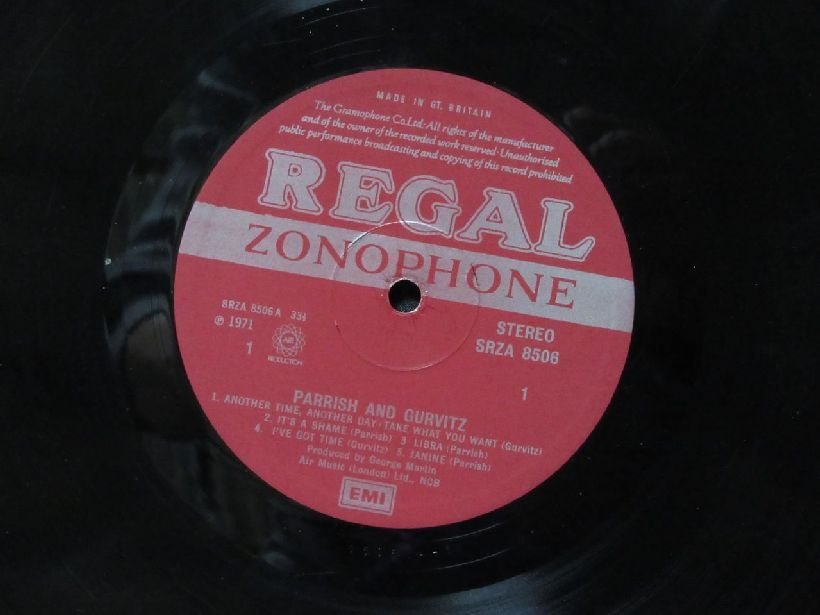 MADE IN GT. BRITAIN
The Gramophone Co.Ltd·All rights of the manufacturer
and of the owner of the recorded work reserved·Unauthorised
public performance broadcasting and copying of this record prohibited
REGAL
ZONOPHONE
SRZA 8506 A 33⅓
℗ 1971
1
AIR
PRODUCTION
STEREO
SRZA 8506
1
PARRISH AND GURVITZ
1. ANOTHER TIME, ANOTHER DAY·TAKE WHAT YOU WANT (Gurvitz)
2. IT'S A SHAME (Parrish) 3 LIBRA (Parrish)
4. I'VE GOT TIME (Gurvitz) 5. JANINE (Parrish)
Produced by George Martin
Air Music (London) Ltd., NCB
EMI